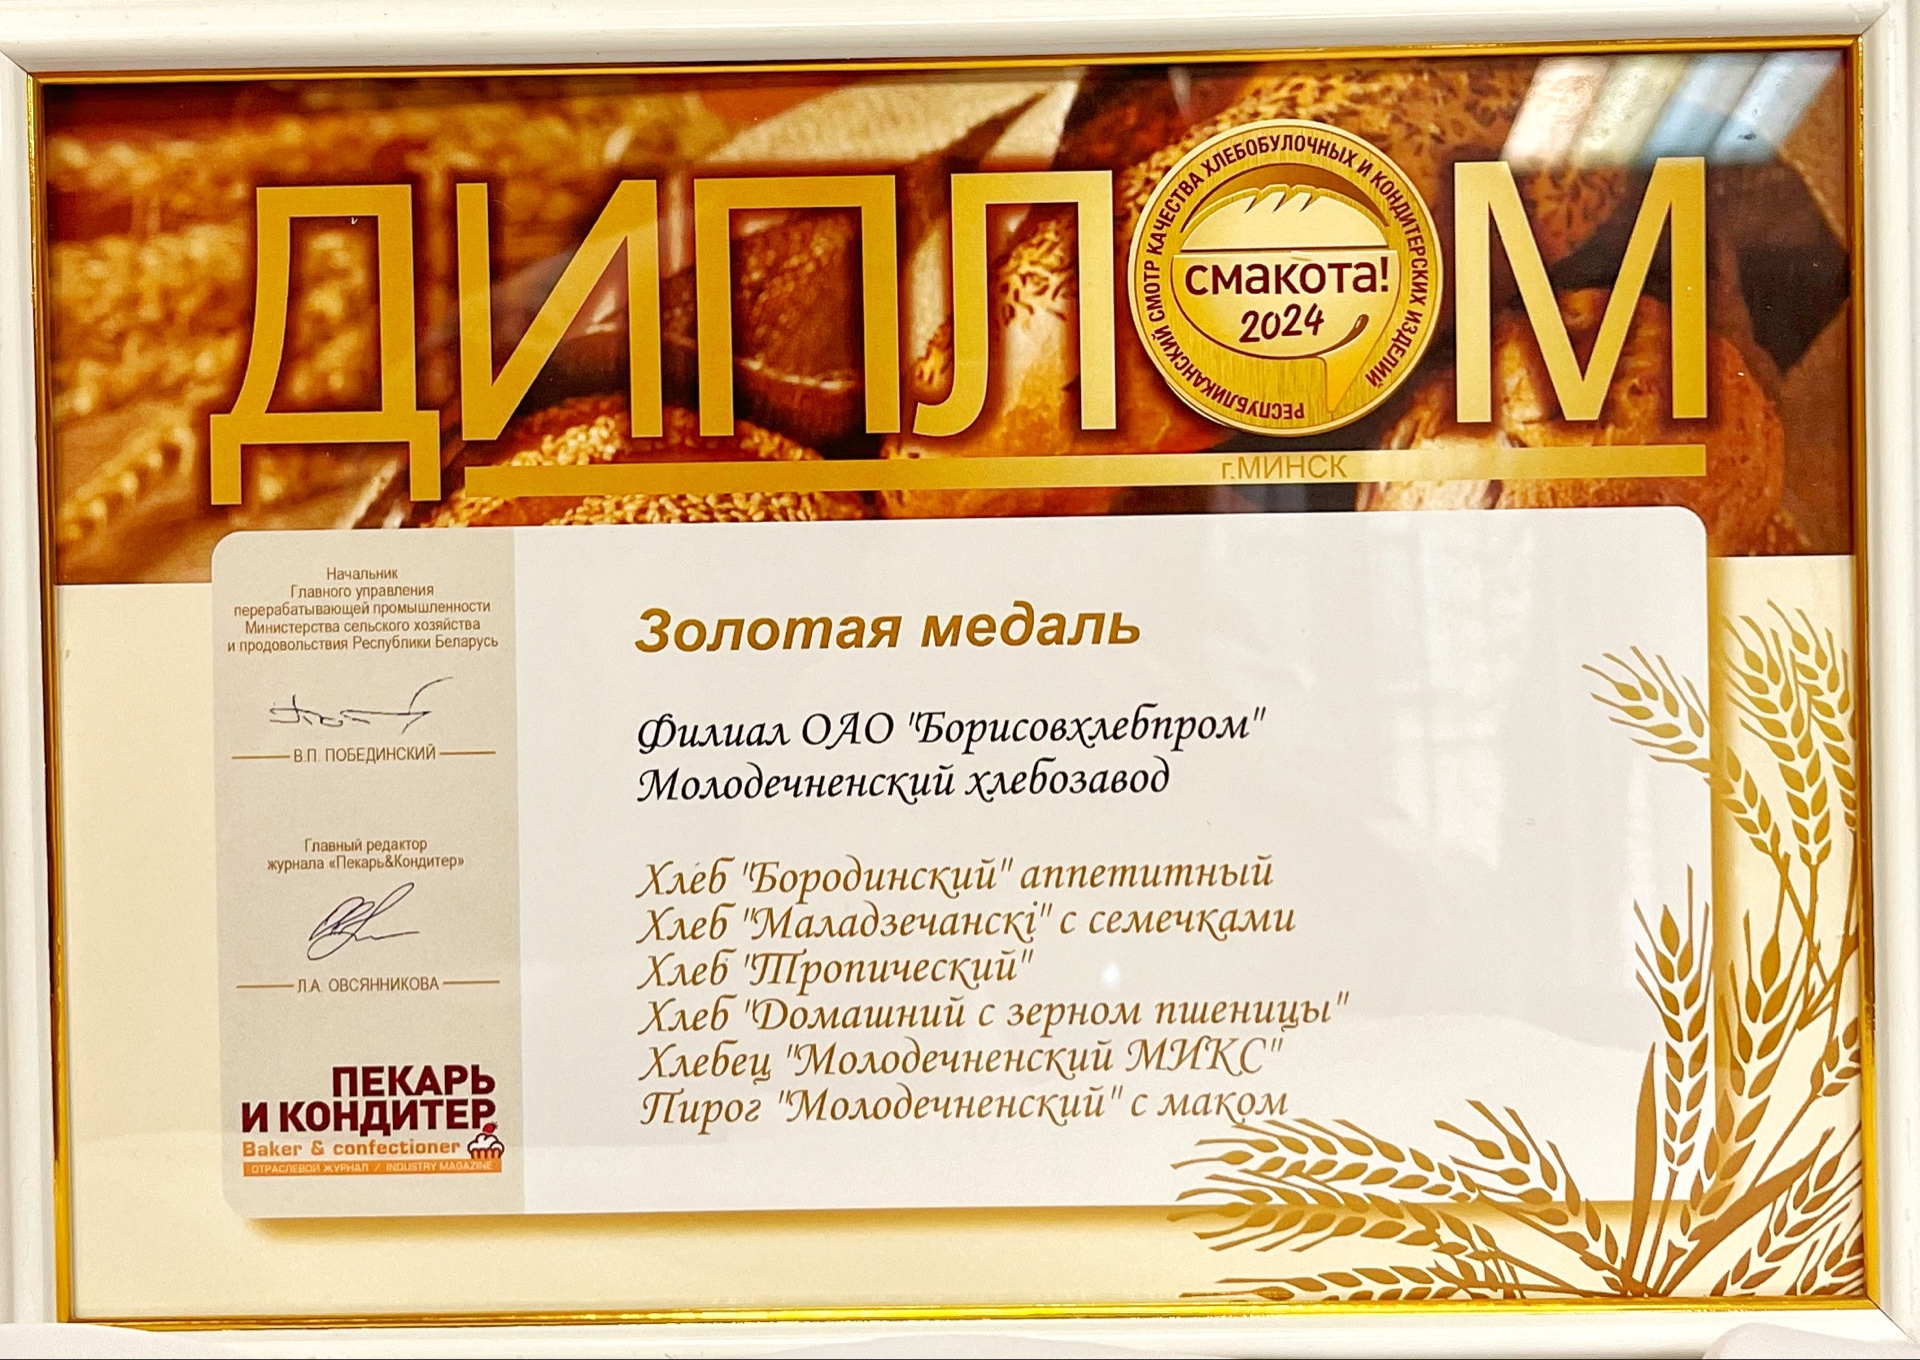 ДИПЛОМ
РЕСПУБЛИКАНСКИЙ СМОТР КАЧЕСТВА ХЛЕБОБУЛОЧНЫХ И КОНДИТЕРСКИХ ИЗДЕЛИЙ
смакота!
2024
г.МИНСК
Начальник
Главного управления
перерабатывающей промышленности
Министерства сельского хозяйства
и продовольствия Республики Беларусь
В.П. ПОБЕДИНСКИЙ
Главный редактор
журнала «Пекарь&Кондитер»
Л.А. ОВСЯННИКОВА
ПЕКАРЬ
И КОНДИТЕР
Baker & confectioner
ОТРАСЛЕВОЙ ЖУРНАЛ / INDUSTRY MAGAZINE
Золотая медаль
Филиал ОАО "Борисовхлебпром"
Молодечненский хлебозавод
Хлеб "Бородинский" аппетитный
Хлеб "Маладзечанскі" с семечками
Хлеб "Тропический"
Хлеб "Домашний с зерном пшеницы"
Хлебец "Молодечненский МИКС"
Пирог "Молодечненский" с маком